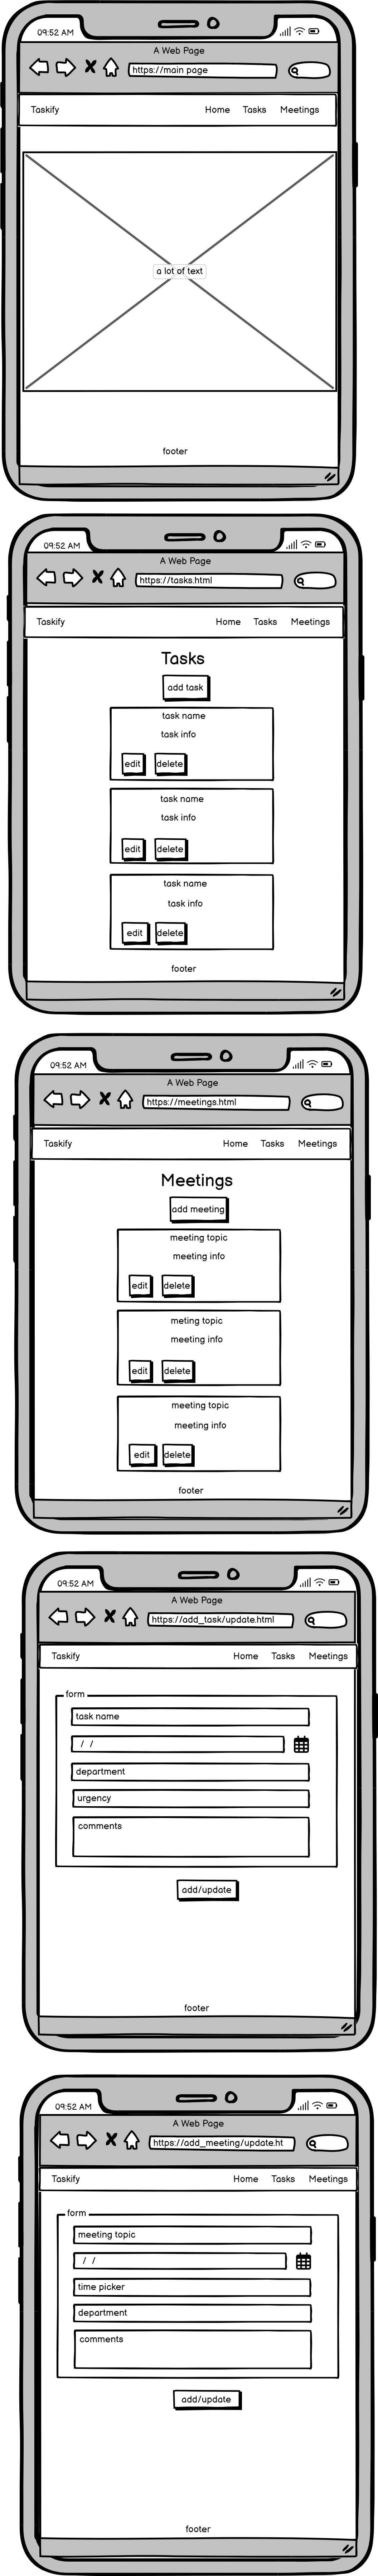 09:52 AM
A Web Page
https://main page
Taskify Home Tasks Meetings
a lot of text
footer
09:52 AM
A Web Page
https://tasks.html
Taskify Home Tasks Meetings
Tasks
add task
task name
task info
edit delete
task name
task info
edit delete
task name
task info
edit delete
footer
09:52 AM
A Web Page
https://meetings.html
Taskify Home Tasks Meetings
Meetings
add meeting
meeting topic
meeting info
edit delete
meting topic
meeting info
edit delete
meeting topic
meeting info
edit delete
footer
09:52 AM
A Web Page
https://add_task/update.html
Taskify Home Tasks Meetings
form
task name
/ /
department
urgency
comments
add/update
footer
09:52 AM
A Web Page
https://add_meeting/update.ht
Taskify Home Tasks Meetings
form
meeting topic
/ /
time picker
department
comments
add/update
footer